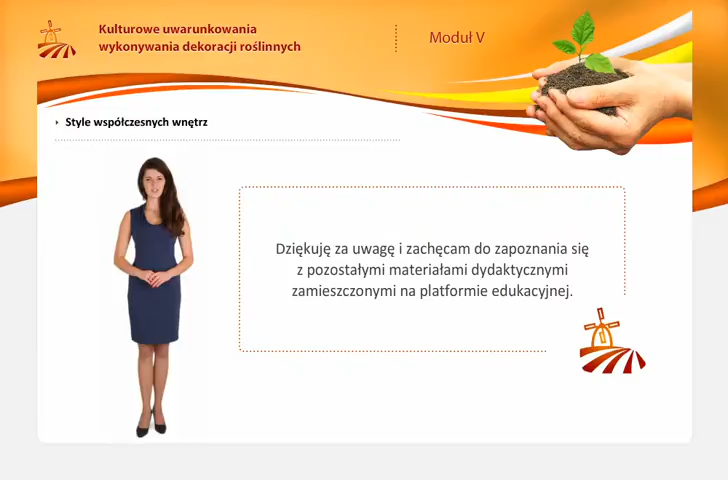 Kulturowe uwarunkowania
wykonywania dekoracji roślinnych
Moduł V
Style współczesnych wnętrz
Dziękuję za uwagę i zachęcam do zapoznania się
z pozostałymi materiałami dydaktycznymi
zamieszczonymi na platformie edukacyjnej.